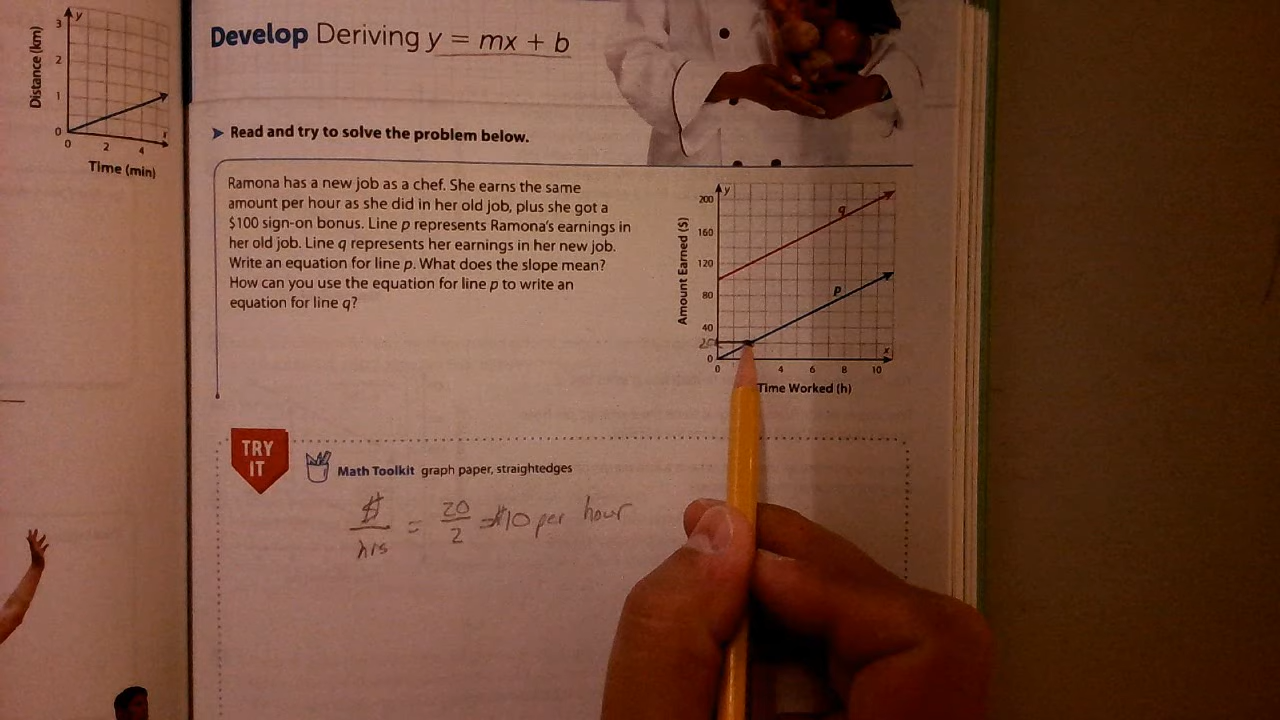 3
y
Distance (km)
2
1
0
0
2
4
x
Time (min)
Develop Deriving y = mx + b
Read and try to solve the problem below.
Ramona has a new job as a chef. She earns the same
amount per hour as she did in her old job, plus she got a
$100 sign-on bonus. Line p represents Ramona's earnings in
her old job. Line q represents her earnings in her new job.
Write an equation for line p. What does the slope mean?
How can you use the equation for line p to write an
equation for line q?
y
200
q
160
120
Amount Earned ($)
80
p
40
20
0
x
0
4
6
8
10
Time Worked (h)
TRY
IT
Math Toolkit graph paper, straightedges
$/hrs = 20/2 = $10 per hour